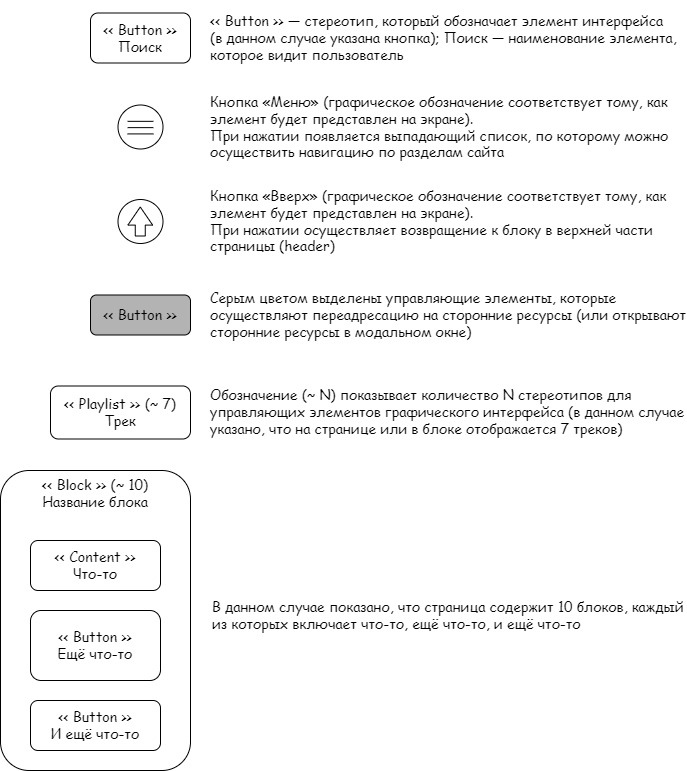 << Button >>
Поиск
<< Button >> — стереотип, который обозначает элемент интерфейса
(в данном случае указана кнопка); Поиск — наименование элемента,
которое видит пользователь
Кнопка «Меню» (графическое обозначение соответствует тому, как
элемент будет представлен на экране).
При нажатии появляется выпадающий список, по которому можно
осуществить навигацию по разделам сайта
Кнопка «Вверх» (графическое обозначение соответствует тому, как
элемент будет представлен на экране).
При нажатии осуществляет возвращение к блоку в верхней части
страницы (header)
<< Button >>
Серым цветом выделены управляющие элементы, которые
осуществляют переадресацию на сторонние ресурсы (или открывают
сторонние ресурсы в модальном окне)
<< Playlist >> (~ 7)
Трек
Обозначение (~ N) показывает количество N стереотипов для
управляющих элементов графического интерфейса (в данном случае
указано, что на странице или в блоке отображается 7 треков)
<< Block >> (~ 10)
Название блока
<< Content >>
Что-то
<< Button >>
Ещё что-то
<< Button >>
И ещё что-то
В данном случае показано, что страница содержит 10 блоков, каждый
из которых включает что-то, ещё что-то, и ещё что-то